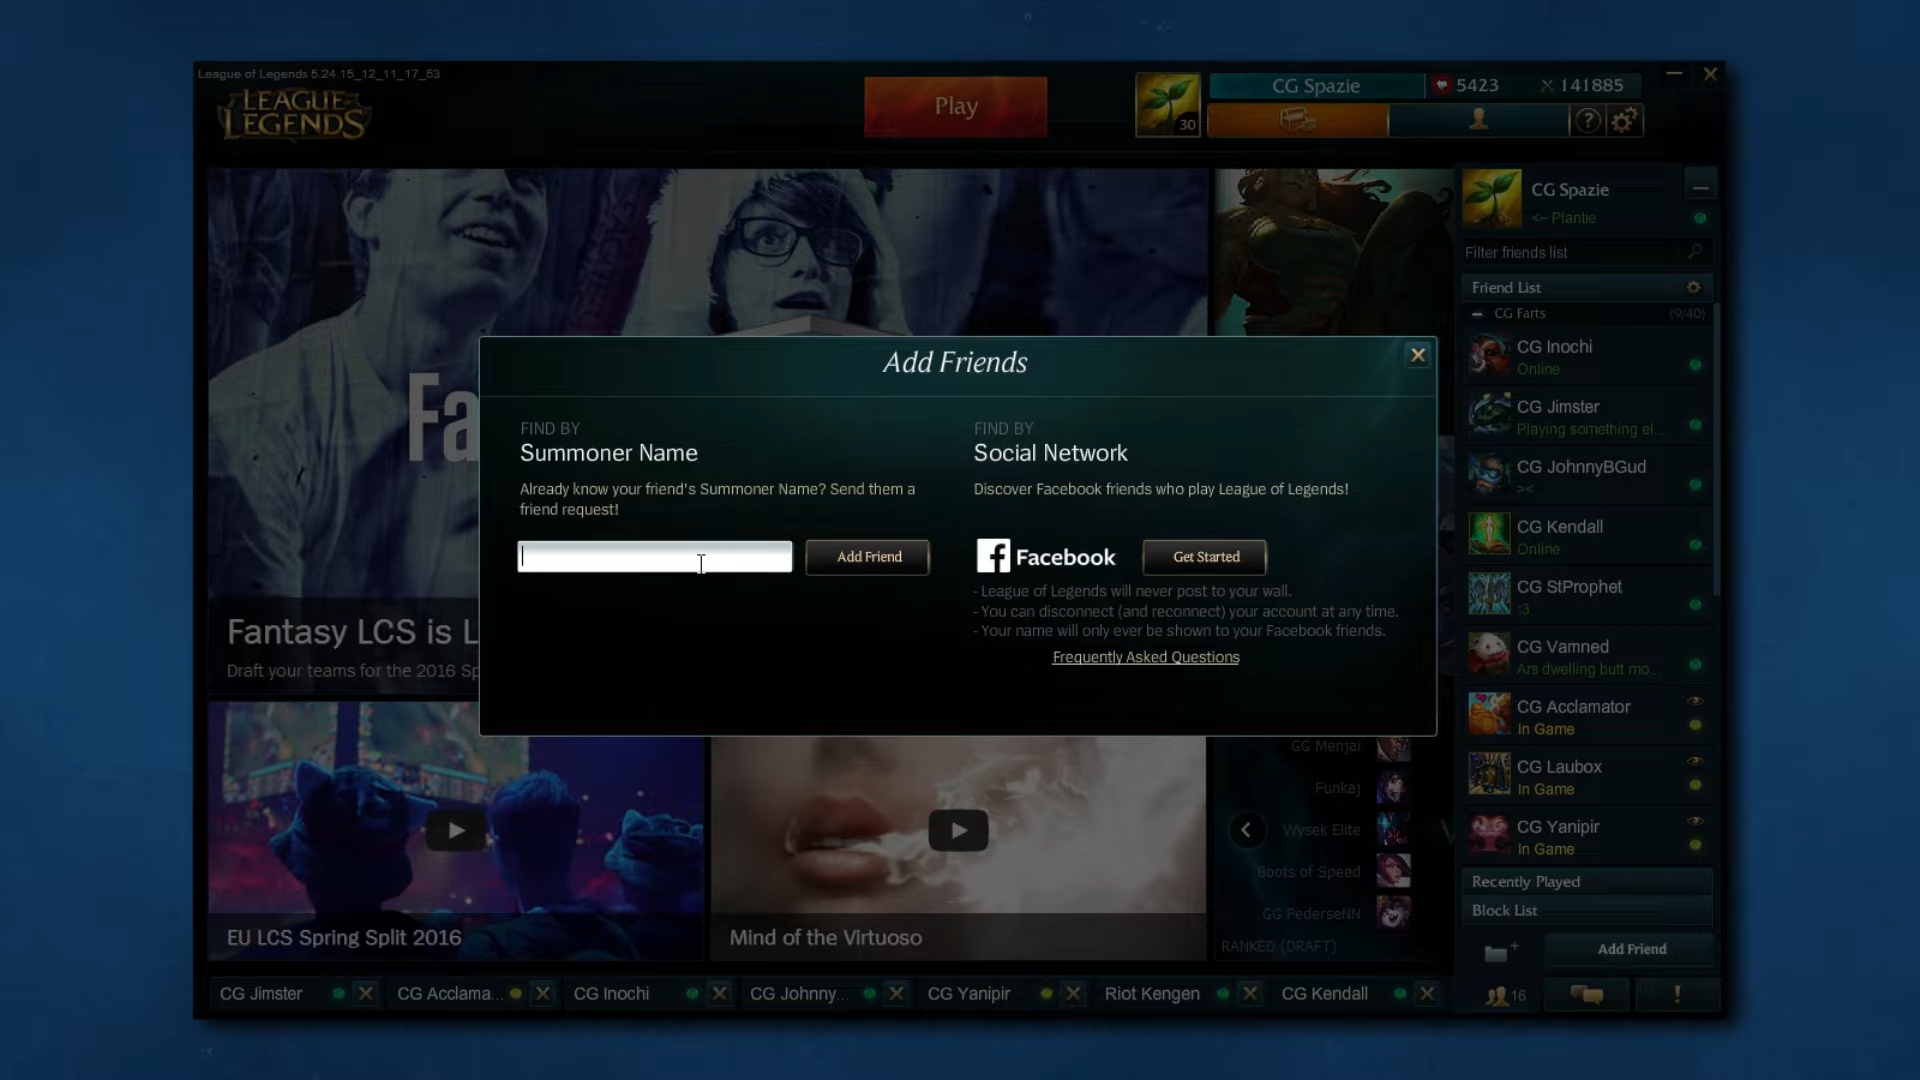 League of Legends 5.24.15_12_11_17_53
LEAGUE OF LEGENDS
Play
30
CG Spazie
5423
141885
?
CG Spazie
<~ Plantie
Filter friends list
Friend List
CG Farts
(9/40)
CG Inochi
Online
CG Jimster
Playing something el...
CG JohnnyBGud
><
CG Kendall
Online
CG StProphet
:3
CG Vamned
Ars dwelling butt mo...
CG Acclamator
In Game
CG Laubox
In Game
CG Yanipir
In Game
Recently Played
Block List
Add Friend
16
!
Add Friends
FIND BY
Summoner Name
Already know your friend's Summoner Name? Send them a
friend request!
Add Friend
FIND BY
Social Network
Discover Facebook friends who play League of Legends!
Facebook
Get Started
- League of Legends will never post to your wall.
- You can disconnect (and reconnect) your account at any time.
- Your name will only ever be shown to your Facebook friends.
Frequently Asked Questions
Fa
Fantasy LCS is L
Draft your teams for the 2016 Sp
EU LCS Spring Split 2016
Mind of the Virtuoso
GG Menjai
Funkaj
Wysek Elite
Boots of Speed
GG PederseNN
RANKED (DRAFT)
CG Jimster
CG Acclama...
CG Inochi
CG Johnny...
CG Yanipir
Riot Kengen
CG Kendall